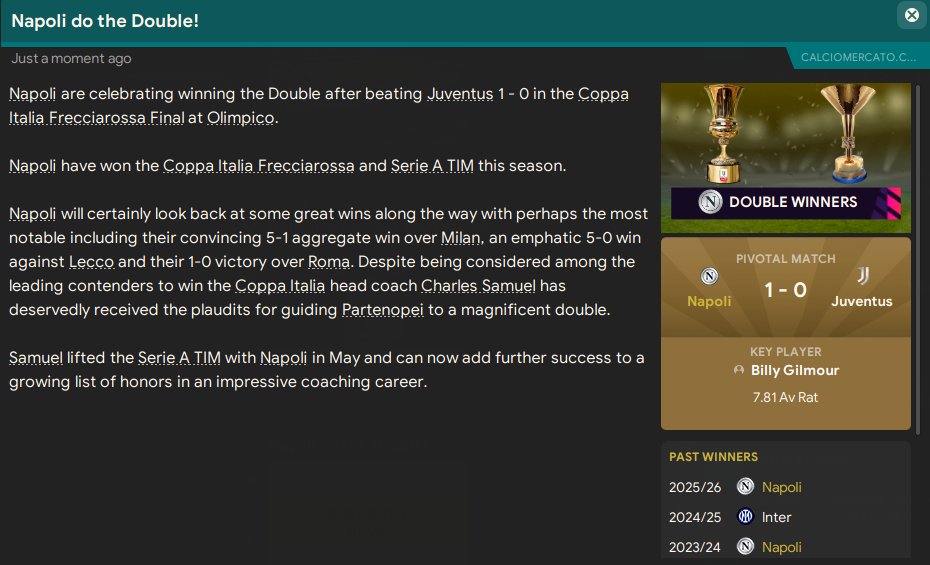 Napoli do the Double!
Just a moment ago
CALCIOMERCATO.C...
Napoli are celebrating winning the Double after beating Juventus 1 - 0 in the Coppa
Italia Frecciarossa Final at Olimpico.
Napoli have won the Coppa Italia Frecciarossa and Serie A TIM this season.
Napoli will certainly look back at some great wins along the way with perhaps the most
notable including their convincing 5-1 aggregate win over Milan, an emphatic 5-0 win
against Lecco and their 1-0 victory over Roma. Despite being considered among the
leading contenders to win the Coppa Italia head coach Charles Samuel has
deservedly received the plaudits for guiding Partenopei to a magnificent double.
Samuel lifted the Serie A TIM with Napoli in May and can now add further success to a
growing list of honors in an impressive coaching career.
N DOUBLE WINNERS
PIVOTAL MATCH
N
Napoli
1 - 0
Juventus
KEY PLAYER
Billy Gilmour
7.81 Av Rat
PAST WINNERS
2025/26 N Napoli
2024/25 Inter
2023/24 N Napoli